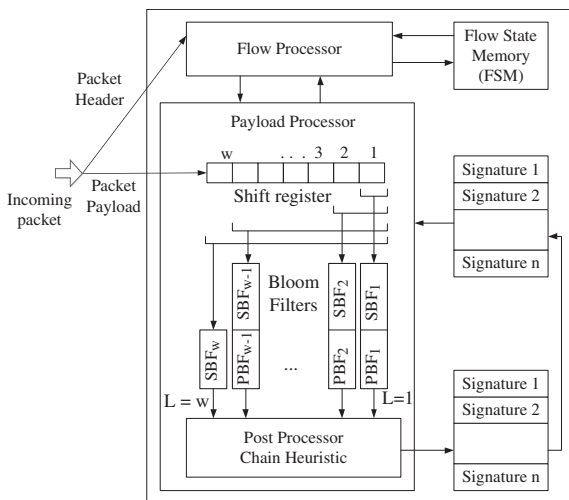 Flow Processor
Flow State
Memory
(FSM)
Packet
Header
Payload Processor
w . . . 3 2 1
Incoming
packet
Packet
Payload
Shift register
Signature 1
Signature 2
Signature n
Bloom
Filters
SBFw
SBFw-1
PBFw-1
...
SBF2
PBF2
SBF1
PBF1
L = w
L=1
Post Processor
Chain Heuristic
Signature 1
Signature 2
Signature n